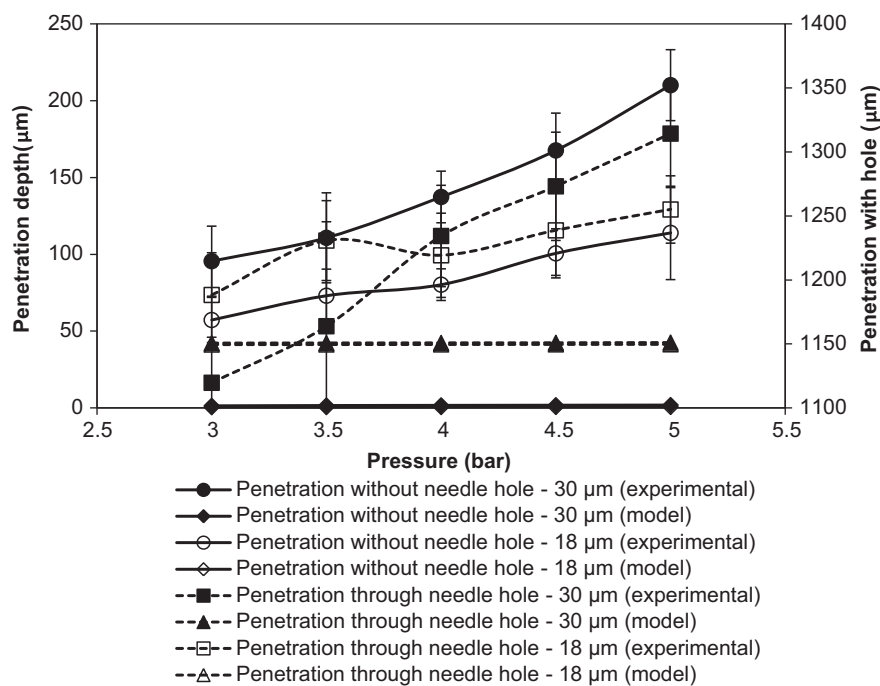 250
200
150
100
50
0
Penetration depth(µm)
1400
1350
1300
1250
1200
1150
1100
Penetration with hole (µm)
2.5 3 3.5 4 4.5 5 5.5
Pressure (bar)
Penetration without needle hole - 30 µm (experimental)
Penetration without needle hole - 30 µm (model)
Penetration without needle hole - 18 µm (experimental)
Penetration without needle hole - 18 µm (model)
Penetration through needle hole - 30 µm (experimental)
Penetration through needle hole - 30 µm (model)
Penetration through needle hole - 18 µm (experimental)
Penetration through needle hole - 18 µm (model)